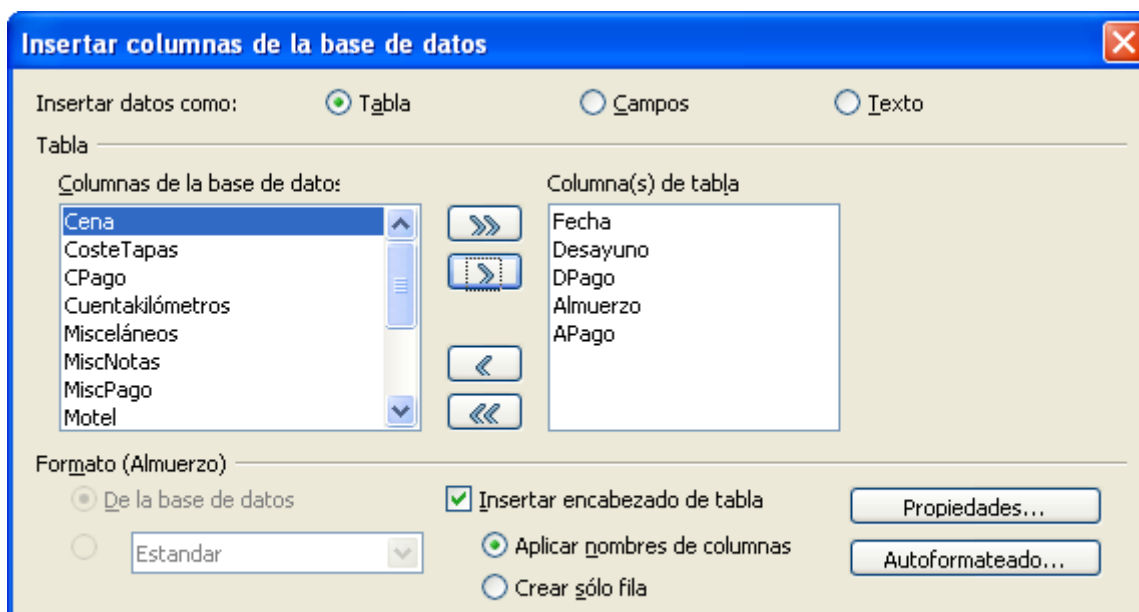 Insertar columnas de la base de datos
Insertar datos como: Tabla Campos Texto
Tabla
Columnas de la base de datos Columna(s) de tabla
Cena Fecha
CosteTapas Desayuno
CPago DPago
Cuentakilómetros Almuerzo
Misceláneos APago
MiscNotas
MiscPago
Motel
Formato (Almuerzo)
De la base de datos Insertar encabezado de tabla Propiedades...
Estandar Aplicar nombres de columnas Autoformateado...
Crear sólo fila